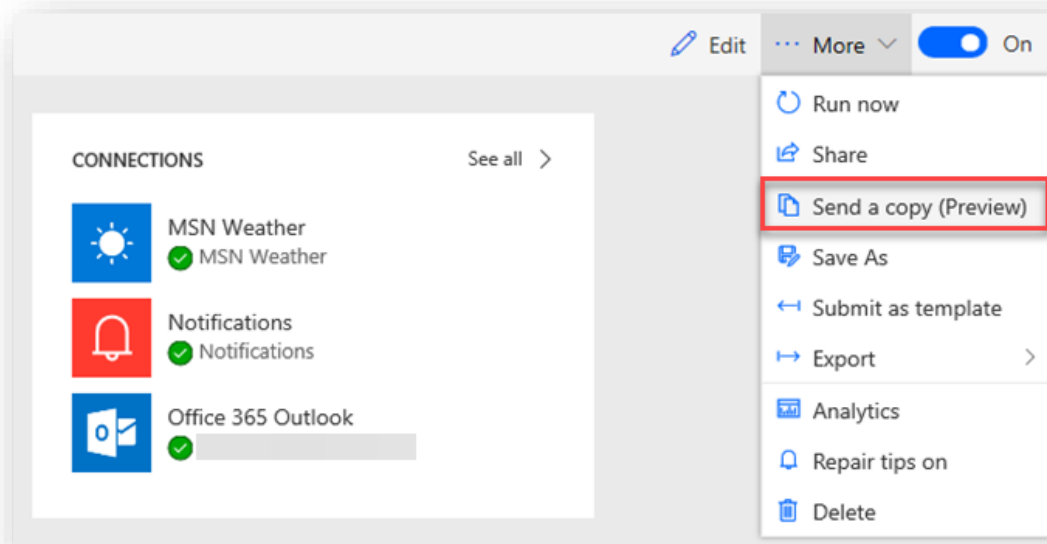 Edit
More
On
CONNECTIONS
See all
MSN Weather
MSN Weather
Notifications
Notifications
Office 365 Outlook
Run now
Share
Send a copy (Preview)
Save As
Submit as template
Export
Analytics
Repair tips on
Delete